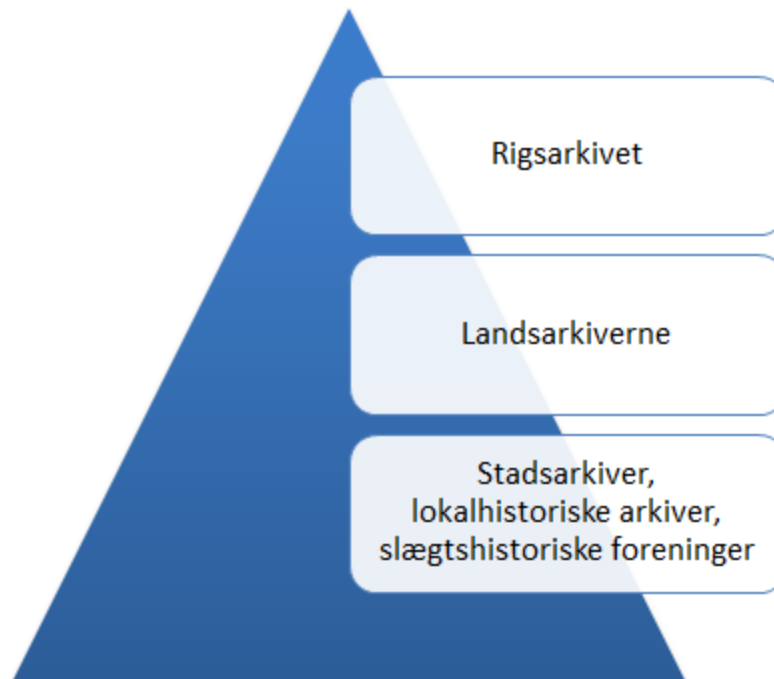 Rigsarkivet
Landsarkiverne
Stadsarkiver,
lokalhistoriske arkiver,
slægtshistoriske foreninger